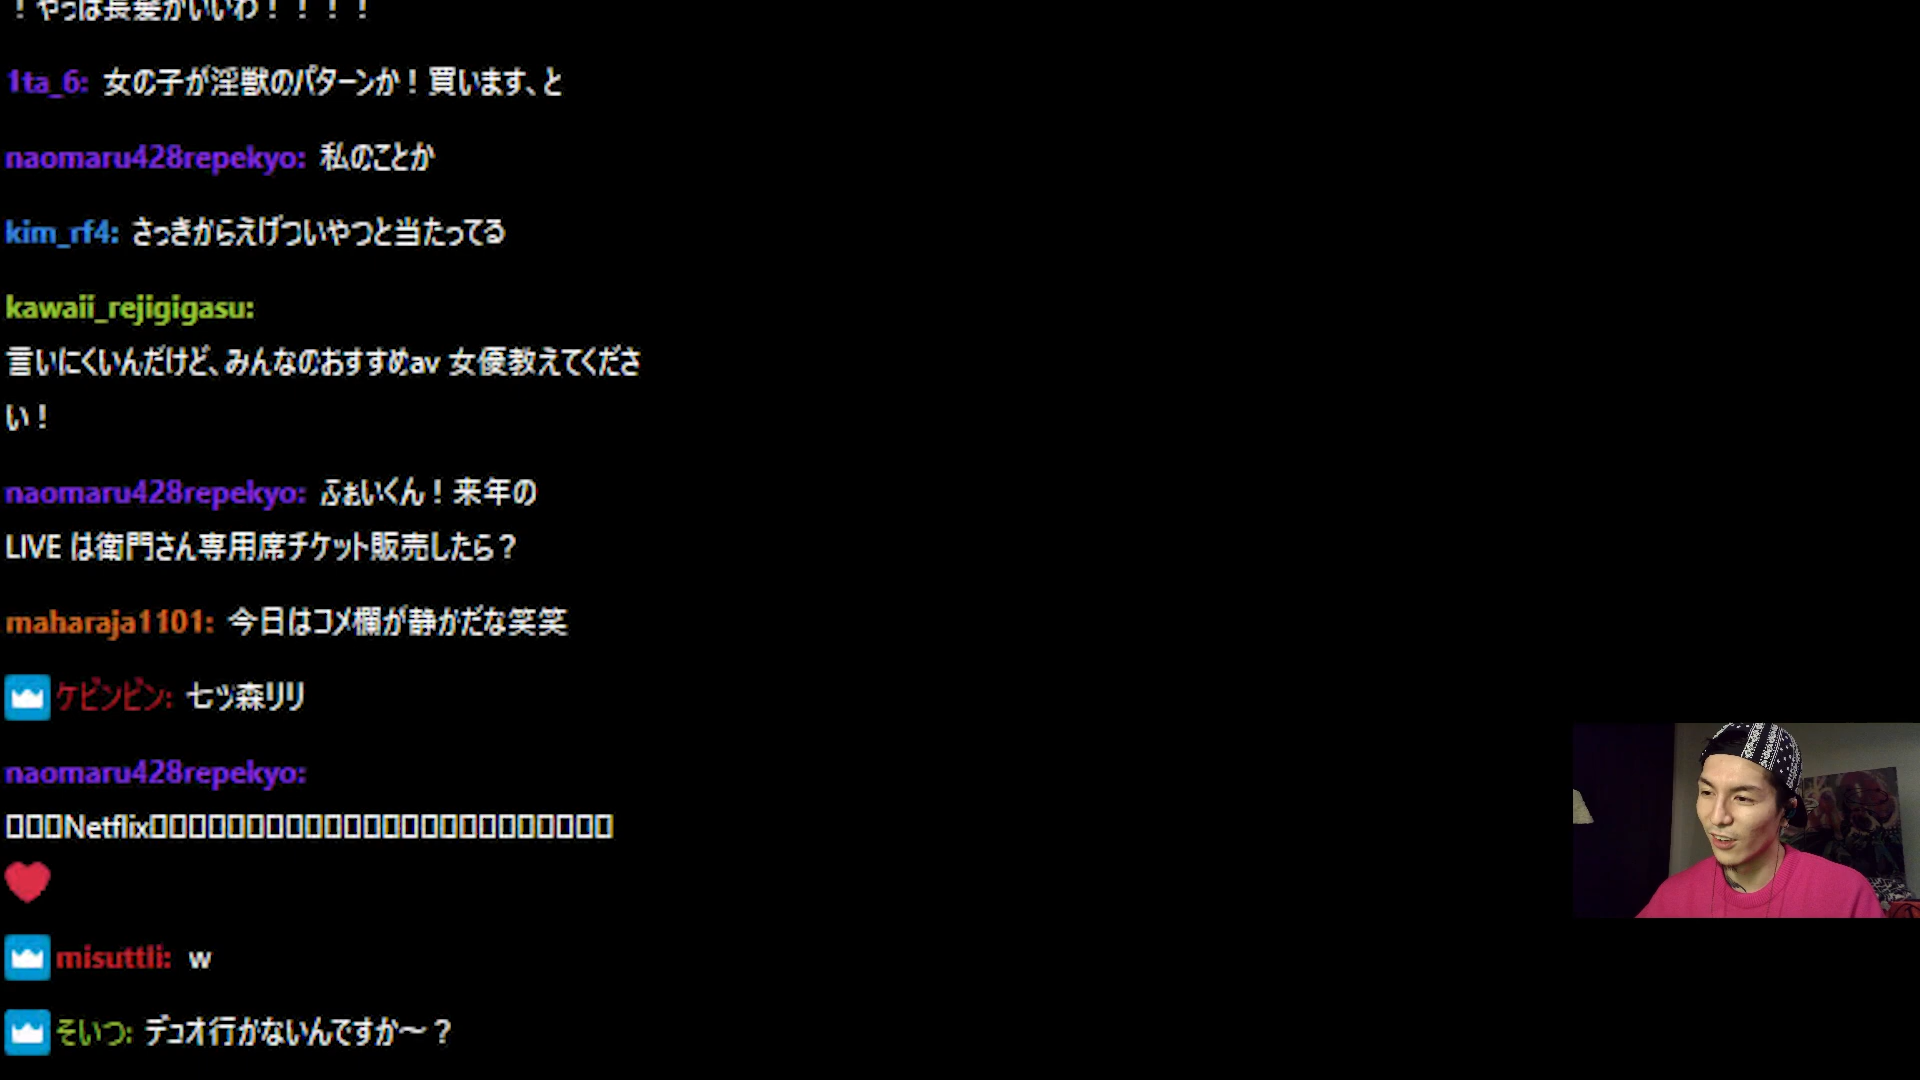 ！やっぱ長髪がいいわ！！！！
1ta_6: 女の子が淫獣のパターンか！買います、と
naomaru428repekyo: 私のことか
kim_rf4: さっきからえげついやつと当たってる
kawaii_rejigigasu:
言いにくいんだけど、みんなのおすすめav 女優教えてくださ
い！
naomaru428repekyo: ふぉいくん！来年の
LIVE は衛門さん専用席チケット販売したら？
maharaja1101: 今日はコメ欄が静かだな笑笑
ケビンピン: 七ツ森リリ
naomaru428repekyo:
Netflix
misuttli: w
そいつ: デュオ行かないんですか～？